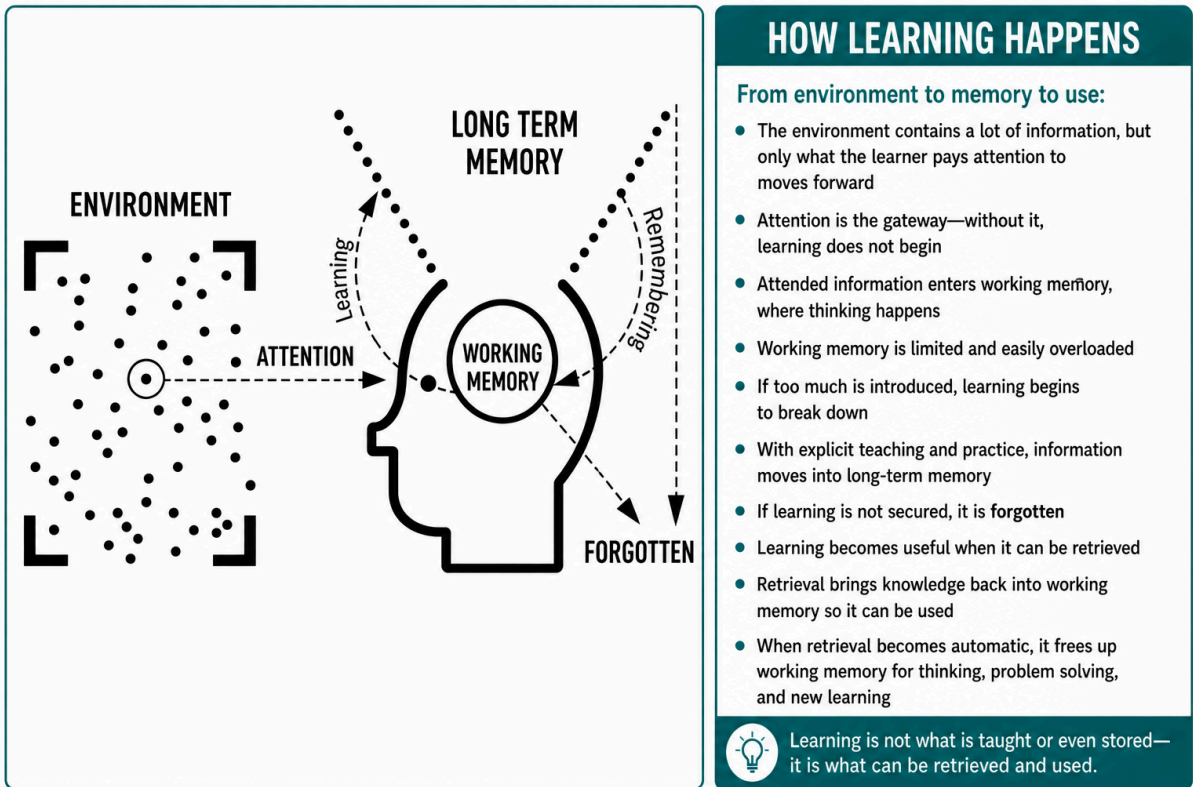 ENVIRONMENT
ATTENTION
Learning
LONG TERM
MEMORY
Remembering
WORKING
MEMORY
FORGOTTEN
HOW LEARNING HAPPENS
From environment to memory to use:
• The environment contains a lot of information, but
only what the learner pays attention to
moves forward
• Attention is the gateway—without it,
learning does not begin
• Attended information enters working memory,
where thinking happens
• Working memory is limited and easily overloaded
• If too much is introduced, learning begins
to break down
• With explicit teaching and practice, information
moves into long-term memory
• If learning is not secured, it is forgotten
• Learning becomes useful when it can be retrieved
• Retrieval brings knowledge back into working
memory so it can be used
• When retrieval becomes automatic, it frees up
working memory for thinking, problem solving,
and new learning
Learning is not what is taught or even stored—
it is what can be retrieved and used.